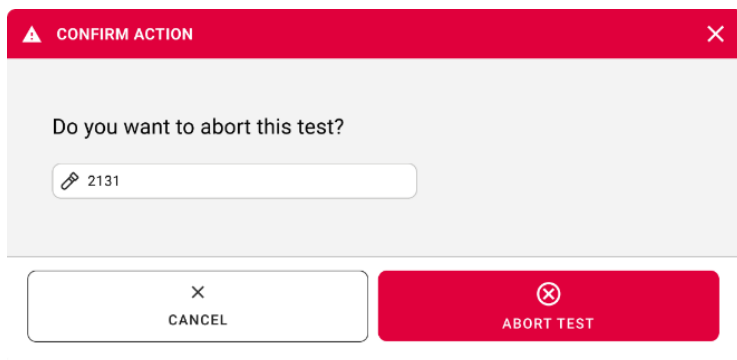 CONFIRM ACTION
Do you want to abort this test?
2131
CANCEL
ABORT TEST